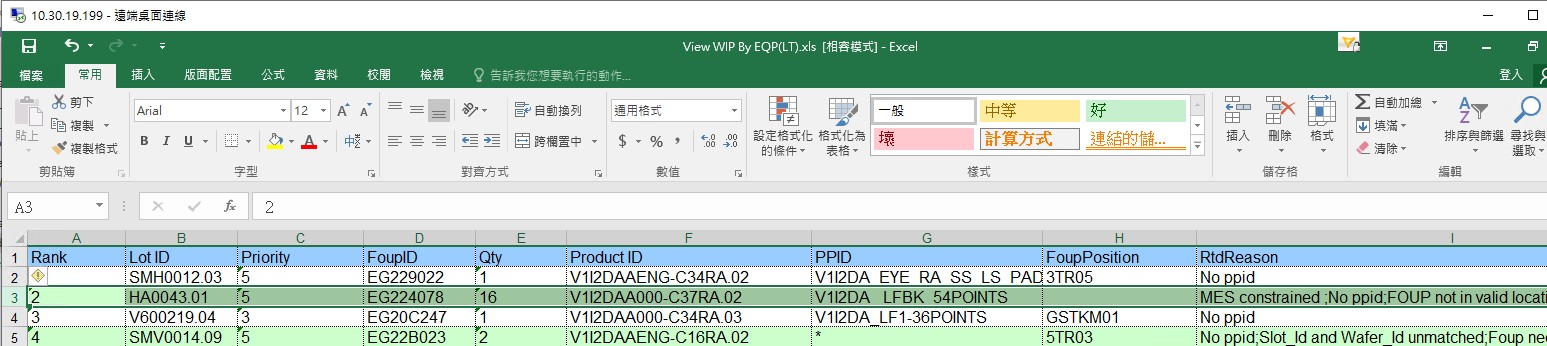 10.30.19.199 - 遠端桌面連線
View WIP By EQP(LT).xls [相容模式] - Excel
檔案 常用 插入 版面配置 公式 資料 校閱 檢視 告訴我您想要執行的動作... 登入
貼上 剪下 複製 複製格式 剪貼簿
Arial 12 B I U A A A 中 字型
自動換列 跨欄置中 對齊方式
通用格式 $ % , .00 .0 數值
設定格式化的條件 格式化為表格 一般 中等 好 壞 計算方式 連結的儲... 樣式
插入 刪除 格式 儲存格
自動加總 填滿 清除 排序與篩選 尋找與選取 編輯
A3 fx 2
A B C D E F G H I
1 Rank Lot ID Priority FoupID Qty Product ID PPID FoupPosition RtdReason
2 SMH0012.03 5 EG229022 1 V1I2DAAENG-C34RA.02 V1I2DA_EYE_RA_SS_LS_PAD 3TR05 No ppid
3 2 HA0043.01 5 EG224078 16 V1I2DAA000-C37RA.02 V1I2DA_LFBK_54POINTS MES constrained ;No ppid;FOUP not in valid locati
4 3 V600219.04 3 EG20C247 1 V1I2DAA000-C34RA.03 V1I2DA_LF1-36POINTS GSTKM01 No ppid
5 4 SMV0014.09 5 EG22B023 2 V1I2DAAENG-C16RA.02 * 5TR03 No ppid;Slot_Id and Wafer_Id unmatched;Foup nee